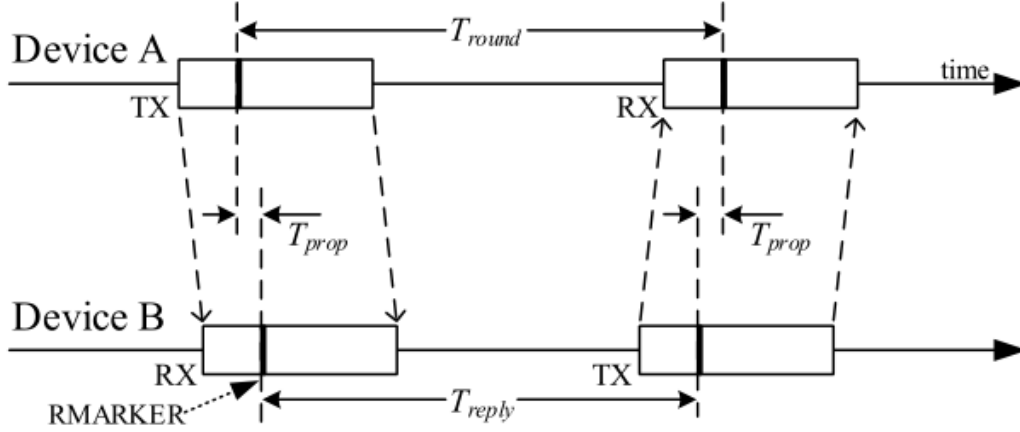 T_round
Device A
time
TX
RX
T_prop
T_prop
Device B
RX
TX
RMARKER
T_reply